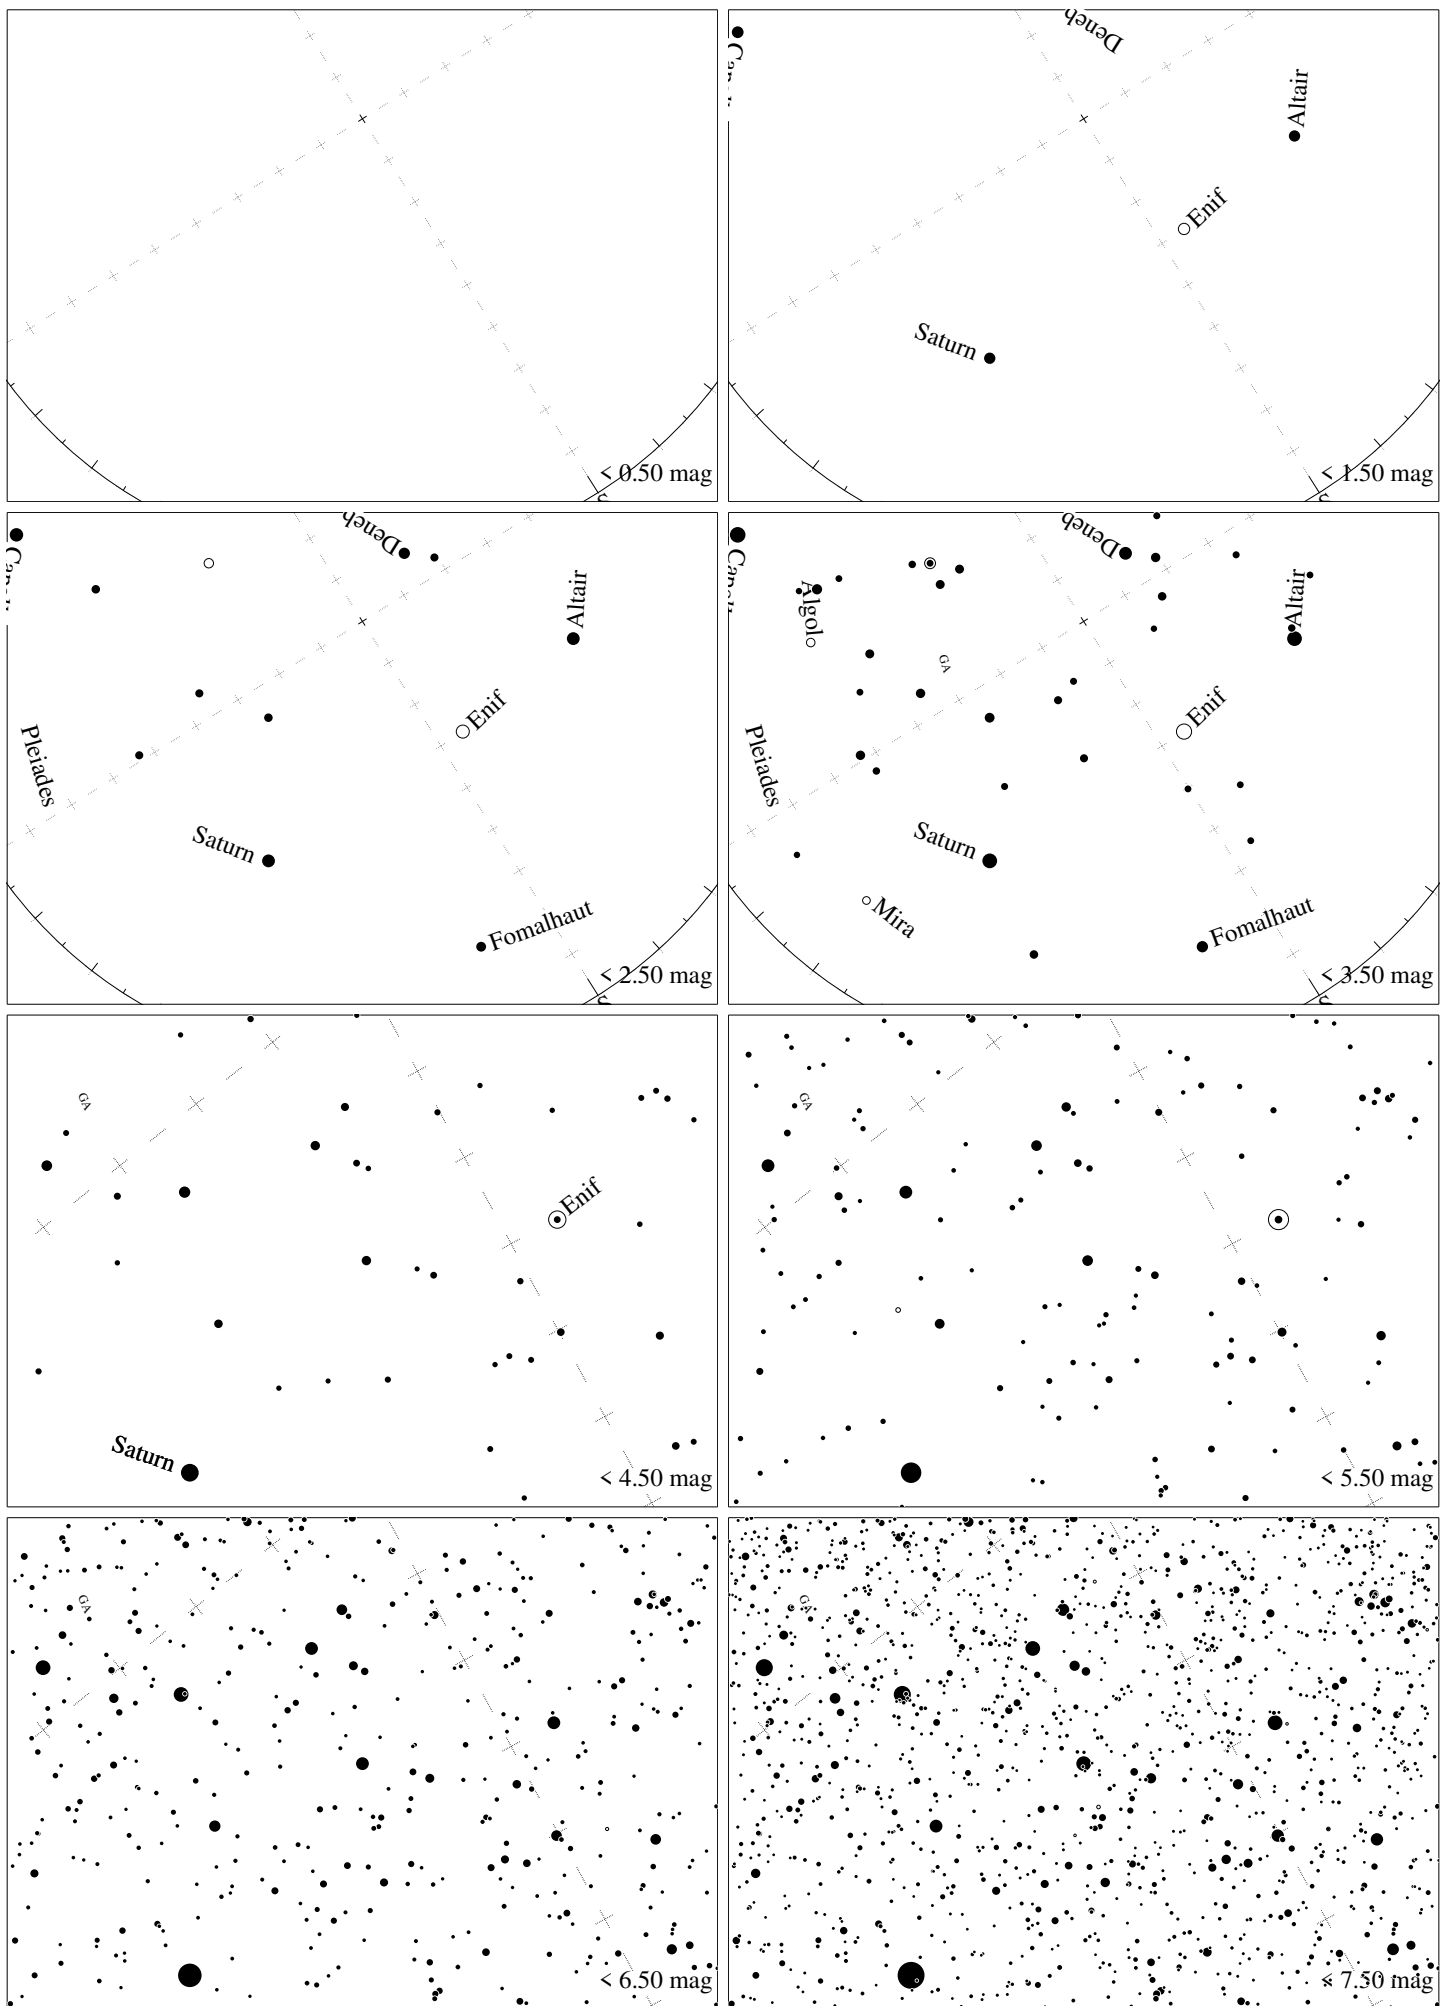 < 0.50 mag
Deneb
Altair
Enif
Saturn
< 1.50 mag
Deneb
Altair
Enif
Pleiades
Saturn
Fomalhaut
< 2.50 mag
Deneb
Algol
Altair
GA
Enif
Pleiades
Saturn
Mira
Fomalhaut
< 3.50 mag
GA
Enif
Saturn
< 4.50 mag
GA
< 5.50 mag
GA
< 6.50 mag
GA
< 7.50 mag